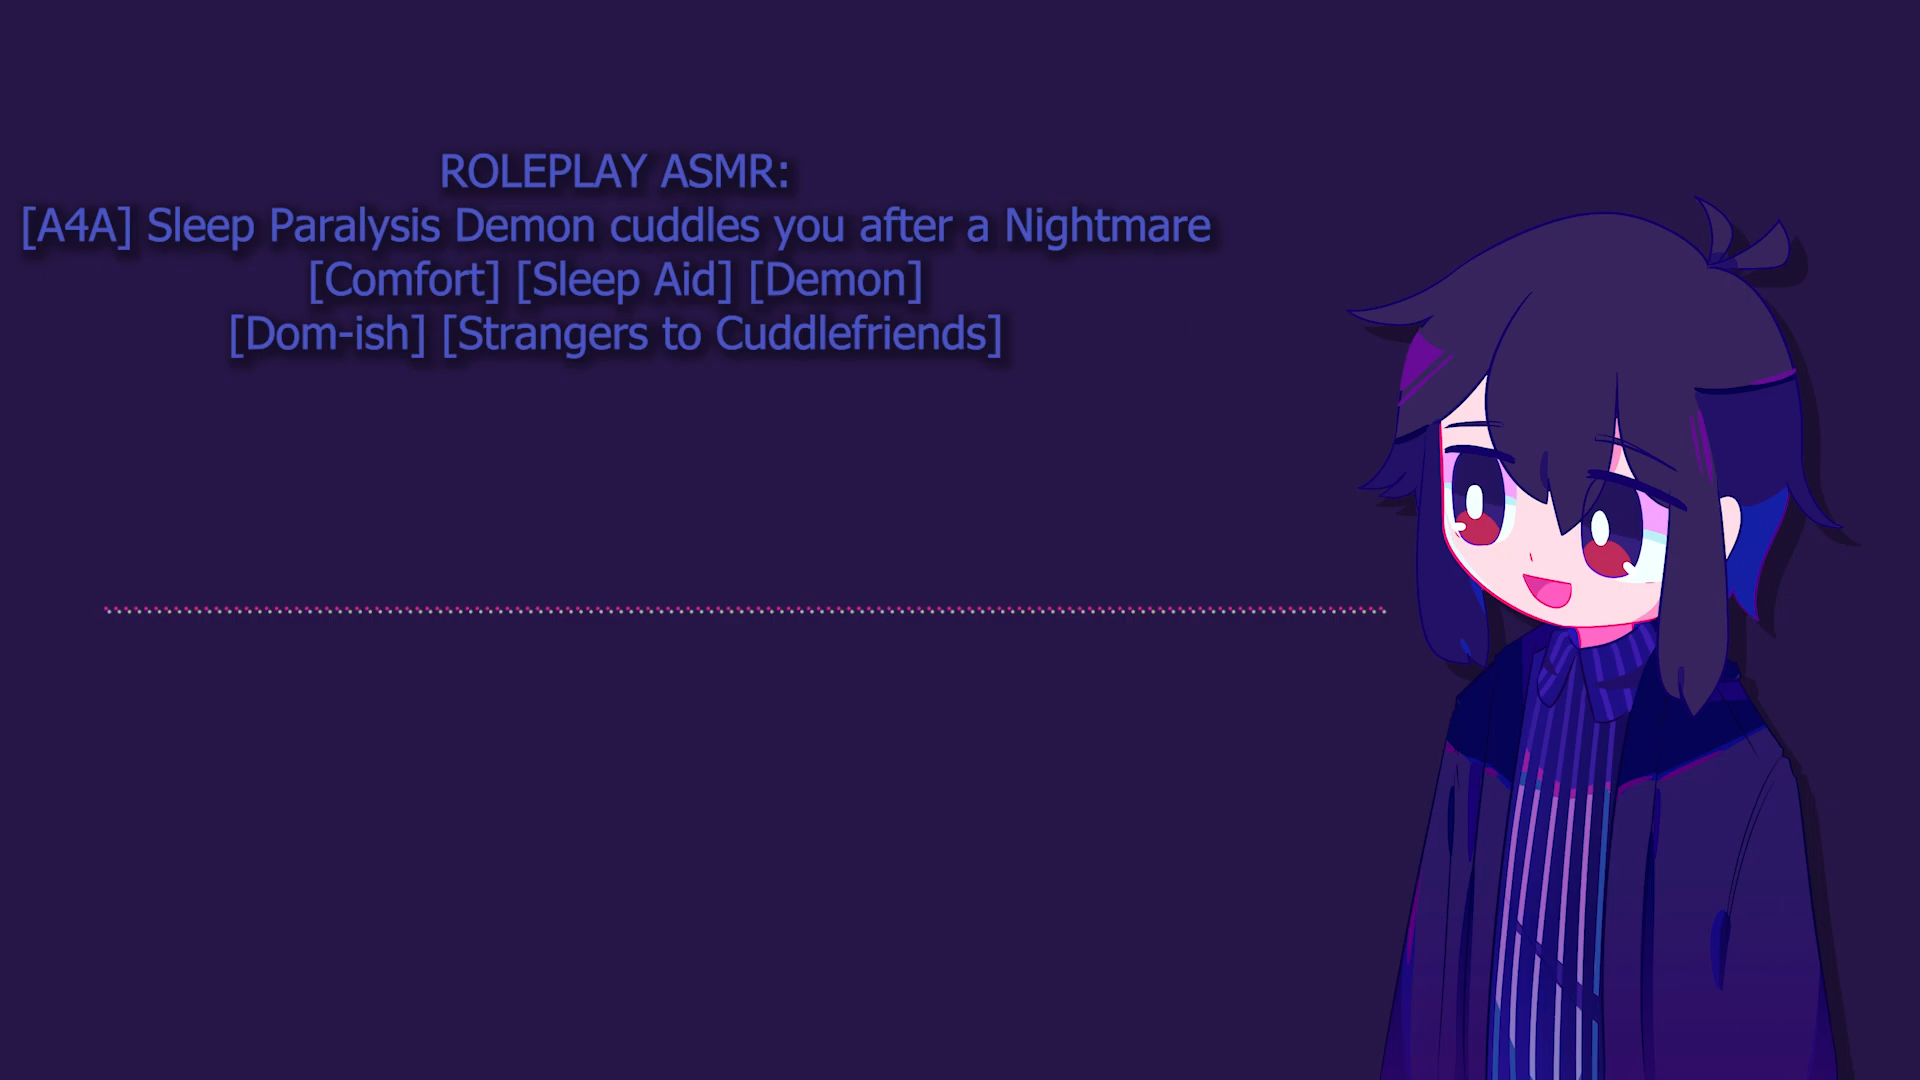 ROLEPLAY ASMR:
[A4A] Sleep Paralysis Demon cuddles you after a Nightmare
[Comfort] [Sleep Aid] [Demon]
[Dom-ish] [Strangers to Cuddlefriends]